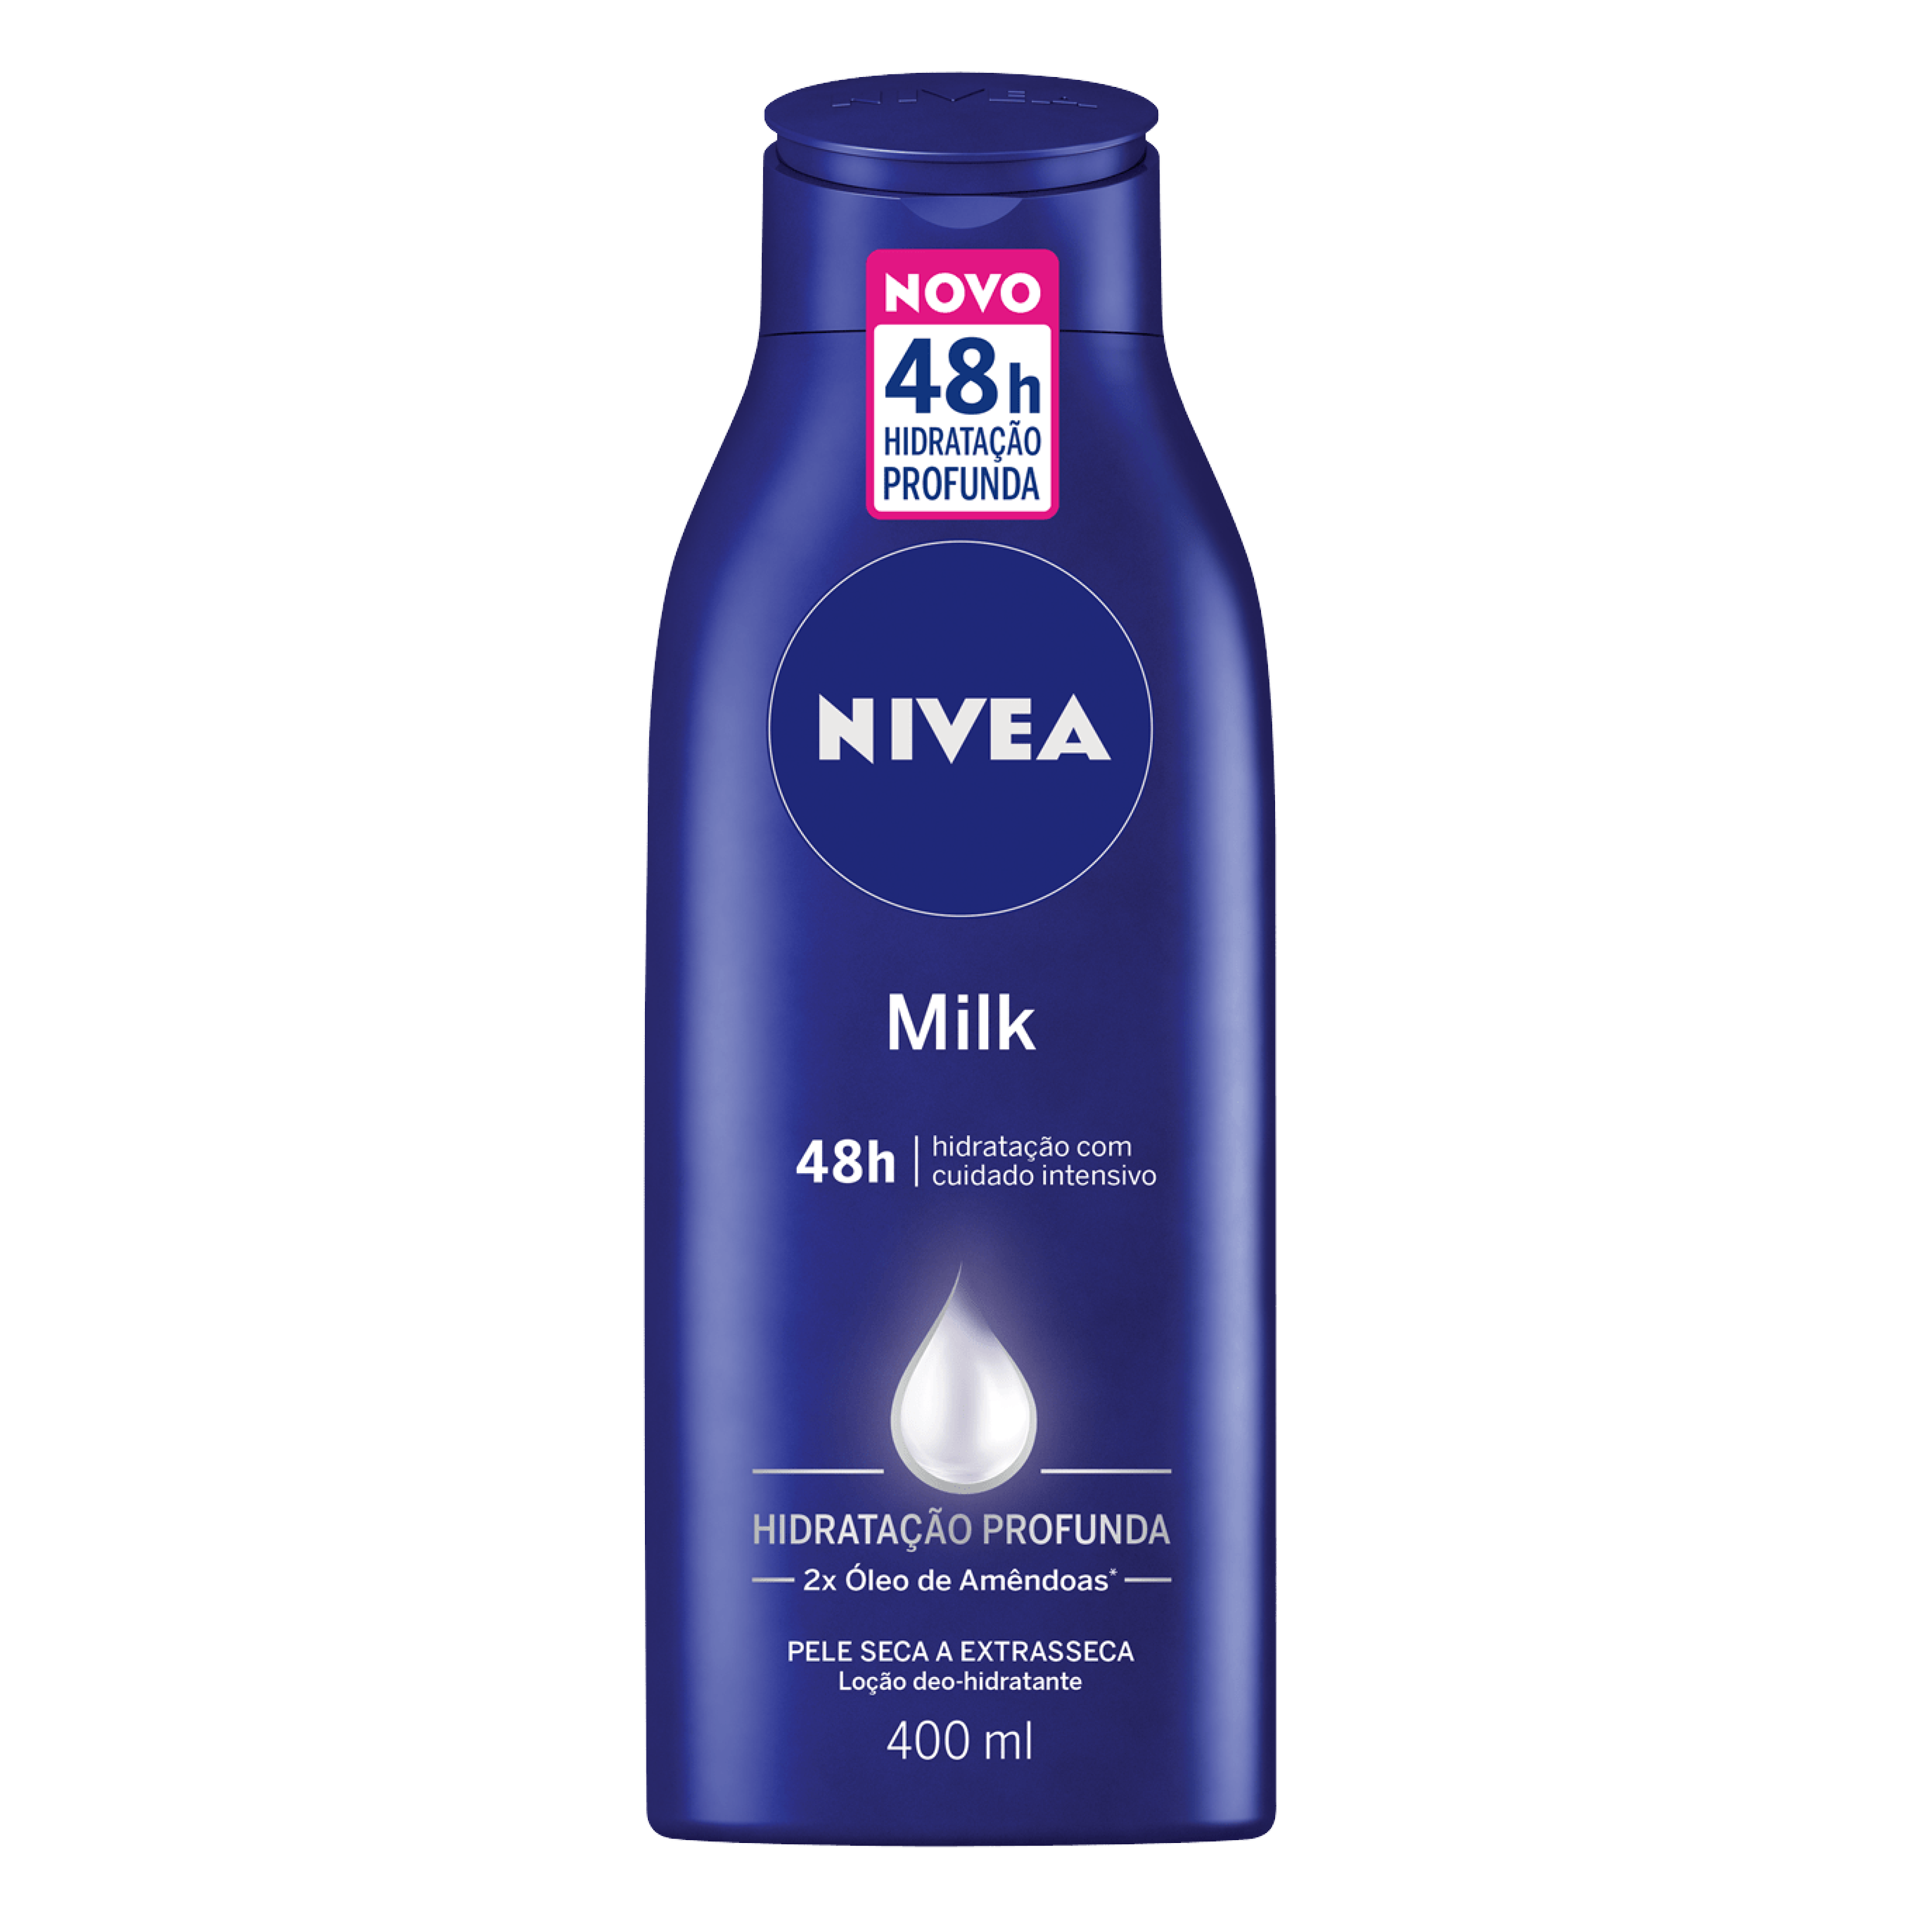 NIVEA
NOVO
48h
HIDRATAÇÃO
PROFUNDA
NIVEA
Milk
48h
hidratação com
cuidado intensivo
HIDRATAÇÃO PROFUNDA
2x Óleo de Amêndoas*
PELE SECA A EXTRASSECA
Loção deo-hidratante
400 ml